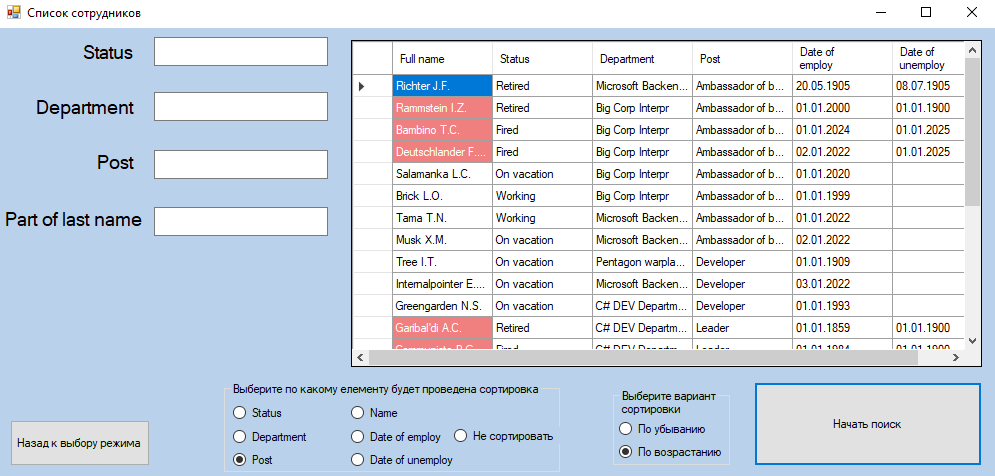 Список сотрудников
Status
Department
Post
Part of last name
Full name Status Department Post Date of employ Date of unemploy
Richter J.F. Retired Microsoft Backen... Ambassador of b... 20.05.1905 08.07.1905
Rammstein I.Z. Retired Big Corp Interpr Ambassador of b... 01.01.2000 01.01.1900
Bambino T.C. Fired Big Corp Interpr Ambassador of b... 01.01.2024 01.01.2025
Deutschlander F.... Fired Big Corp Interpr Ambassador of b... 02.01.2022 01.01.2025
Salamanka L.C. On vacation Big Corp Interpr Ambassador of b... 01.01.2020
Brick L.O. Working Big Corp Interpr Ambassador of b... 01.01.1999
Tama T.N. Working Microsoft Backen... Ambassador of b... 01.01.2022
Musk X.M. On vacation Microsoft Backen... Ambassador of b... 02.01.2022
Tree I.T. On vacation Pentagon warpla... Developer 01.01.1909
Internalpointer E.... On vacation Microsoft Backen... Developer 03.01.2022
Greengarden N.S. On vacation C# DEV Departm... Developer 01.01.1993
Garibal'di A.C. Retired C# DEV Departm... Leader 01.01.1859 01.01.1900
Fired C# DEV Departm... Leader 01.01.1984 01.01.1900
Выберите по какому елементу будет проведена сортировка
Status Name
Department Date of employ Не сортировать
Post Date of unemploy
Выберите вариант
сортировки
По убыванию
По возрастанию
Назад к выбору режима
Начать поиск